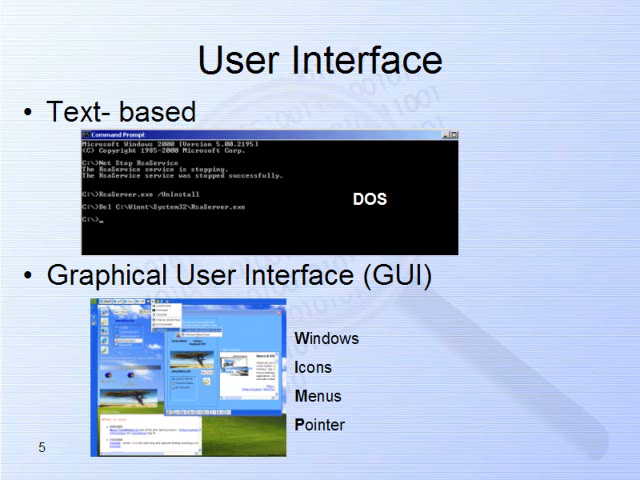 User Interface
• Text- based
Command Prompt
Microsoft Windows 2000 [Version 5.00.2195]
(C) Copyright 1985-2000 Microsoft Corp.
C:\>Net Stop RsaService
The RsaService service is stopping.
The RsaService service was stopped successfully.
C:\>RsaServer.exe /UnInstall
DOS
C:\>Del C:\Winnt\System32\RsaServer.exe
C:\>_
• Graphical User Interface (GUI)
Windows
Icons
Menus
Pointer
5